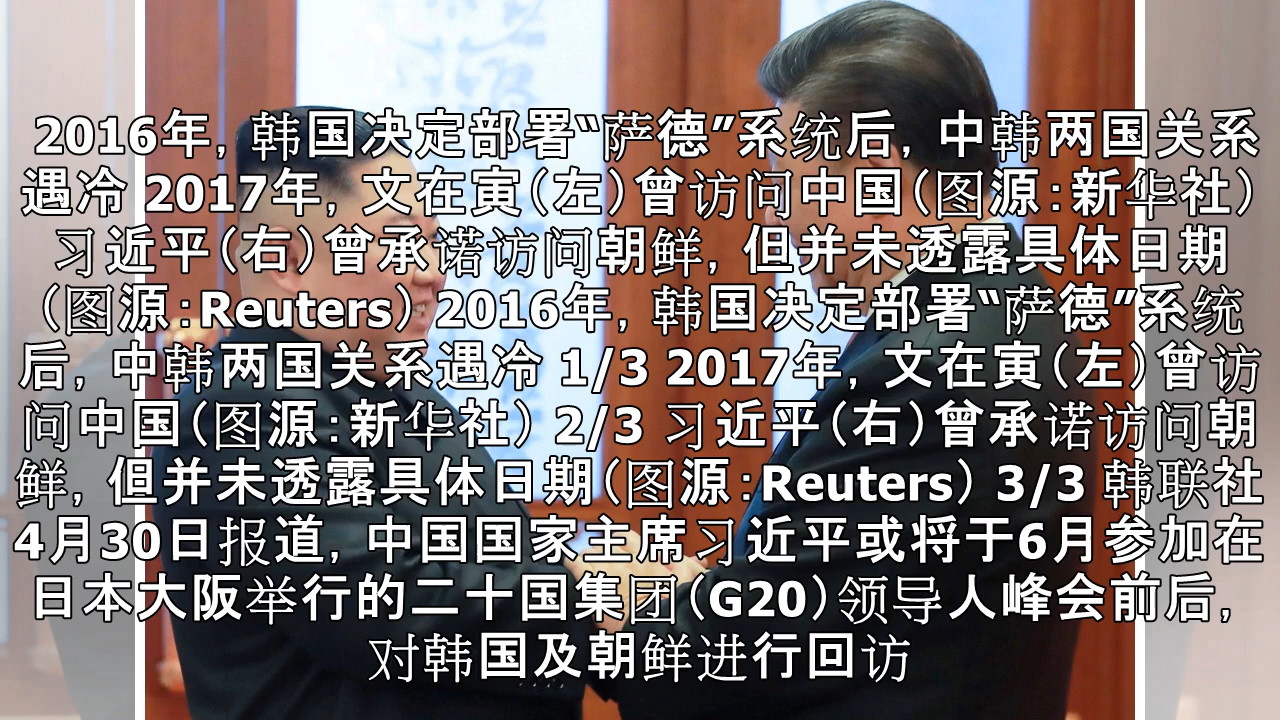 2016年，韩国决定部署“萨德”系统后，中韩两国关系
遇冷 2017年，文在寅（左）曾访问中国（图源：新华社）
习近平（右）曾承诺访问朝鲜，但并未透露具体日期
（图源：Reuters） 2016年，韩国决定部署“萨德”系统
后，中韩两国关系遇冷 1/3 2017年，文在寅（左）曾访
问中国（图源：新华社） 2/3 习近平（右）曾承诺访问朝
鲜，但并未透露具体日期（图源：Reuters） 3/3 韩联社
4月30日报道，中国国家主席习近平或将于6月参加在
日本大阪举行的二十国集团（G20）领导人峰会前后，
对韩国及朝鲜进行回访